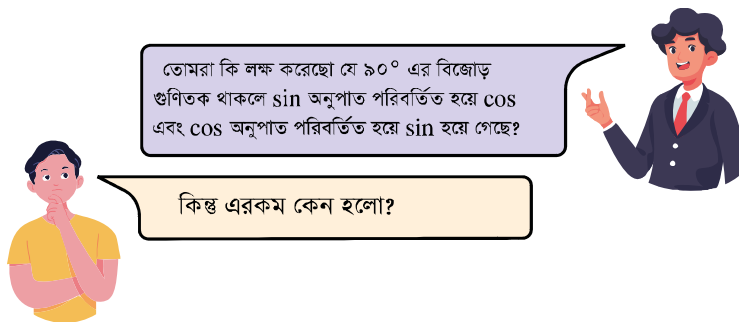 তোমরা কি লক্ষ করেছো যে ৯০° এর বিজোড়
গুণিতক থাকলে sin অনুপাত পরিবর্তিত হয়ে cos
এবং cos অনুপাত পরিবর্তিত হয়ে sin হয়ে গেছে?
কিন্তু এরকম কেন হলো?